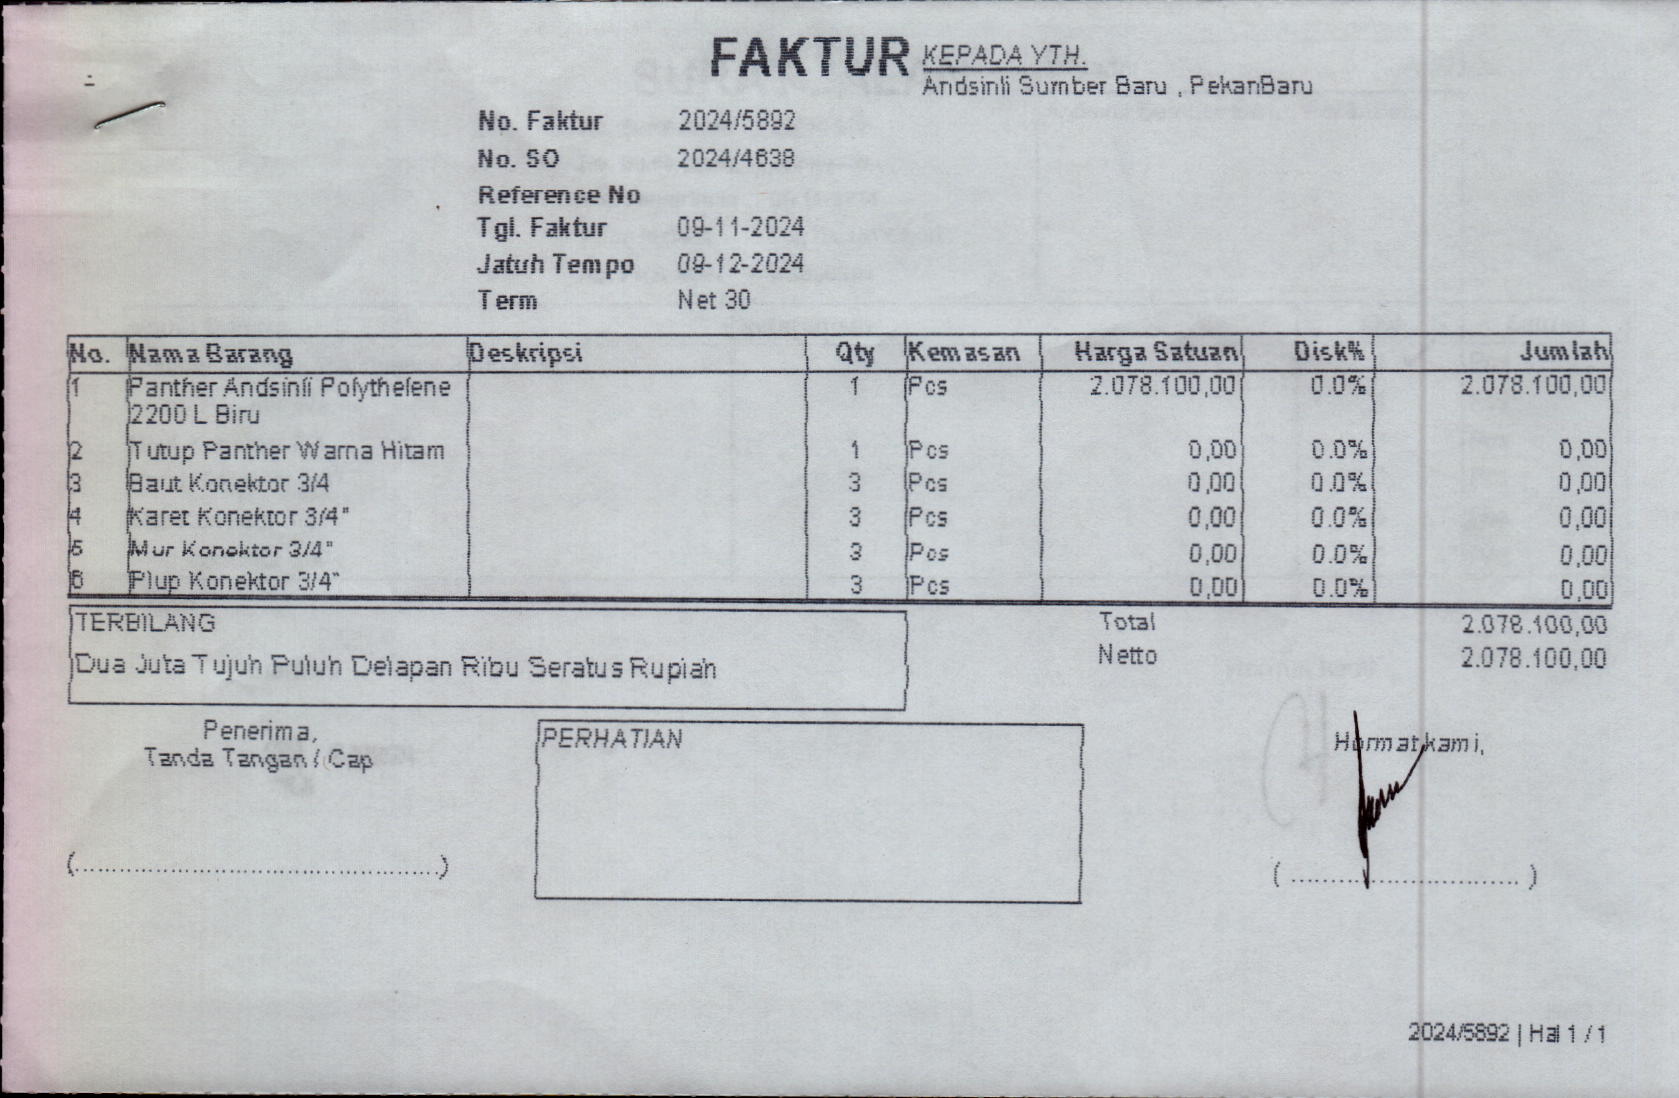 FAKTUR
KEPADA YTH.
Andsinli Sumber Baru , PekanBaru
No. Faktur 2024/5892
No. SO 2024/4638
Reference No
Tgl. Faktur 09-11-2024
Jatuh Tempo 09-12-2024
Term Net 30
No. Nama Barang Deskripsi Qty Kemasan Harga Satuan Disk% Jumlah
1 Panther Andsinli Polythelene 1 Pcs 2.078.100,00 0.0% 2.078.100,00
2200 L Biru
2 Tutup Panther Warna Hitam 1 Pcs 0,00 0.0% 0,00
3 Baut Konektor 3/4 3 Pcs 0,00 0.0% 0,00
4 Karet Konektor 3/4" 3 Pcs 0,00 0.0% 0,00
5 Mur Konektor 3/4" 3 Pcs 0,00 0.0% 0,00
6 Plup Konektor 3/4" 3 Pcs 0,00 0.0% 0,00
TERBILANG
Dua Juta Tujuh Puluh Delapan Ribu Seratus Rupiah
Total 2.078.100,00
Netto 2.078.100,00
Penerima,
Tanda Tangan / Cap
(................................................)
PERHATIAN
Hormat kami,
( ............................... )
2024/5892 | Hal 1 / 1